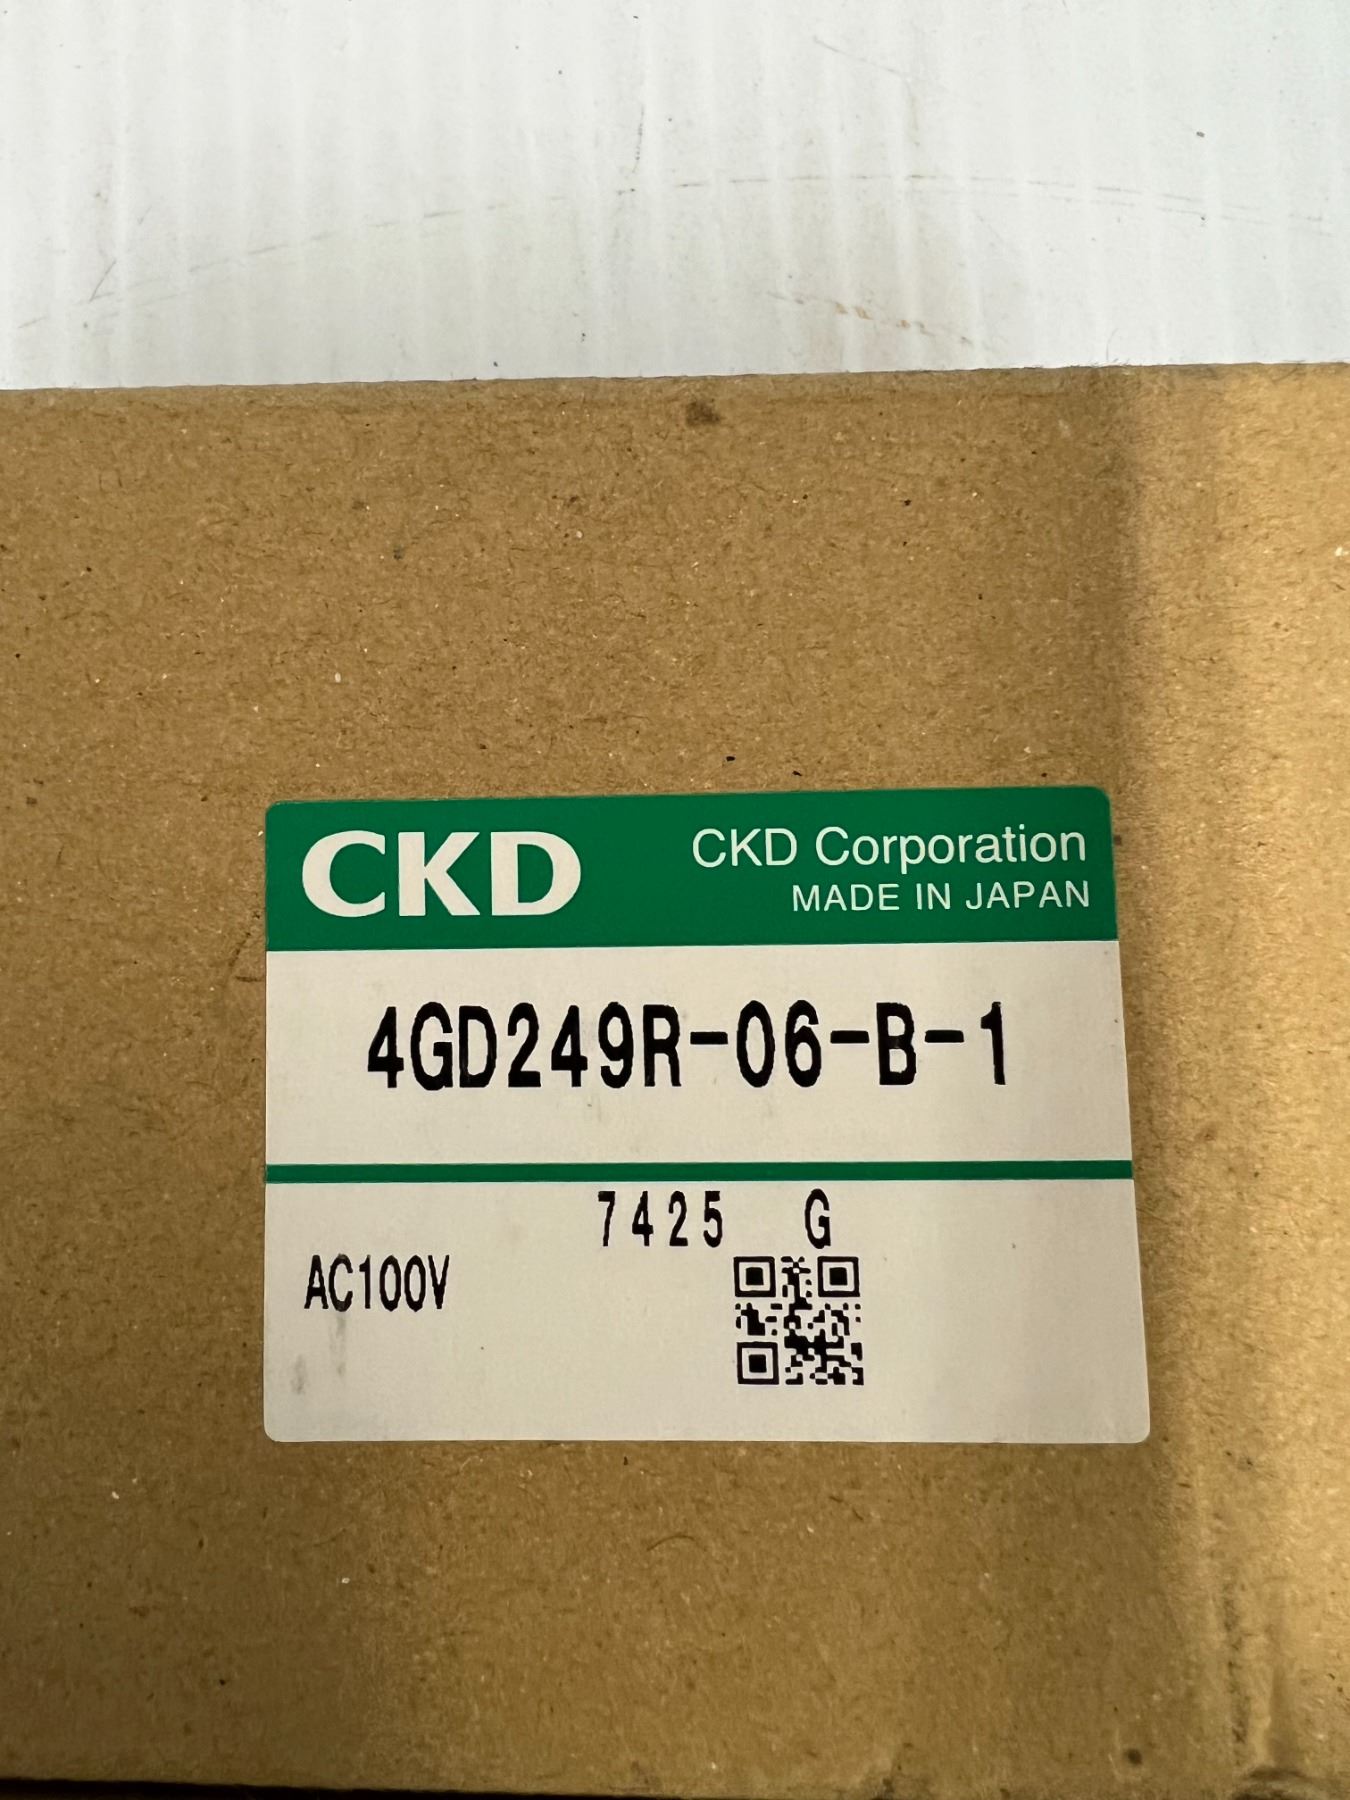 CKD
CKD Corporation
MADE IN JAPAN
4GD249R-06-B-1
7425 G
AC100V